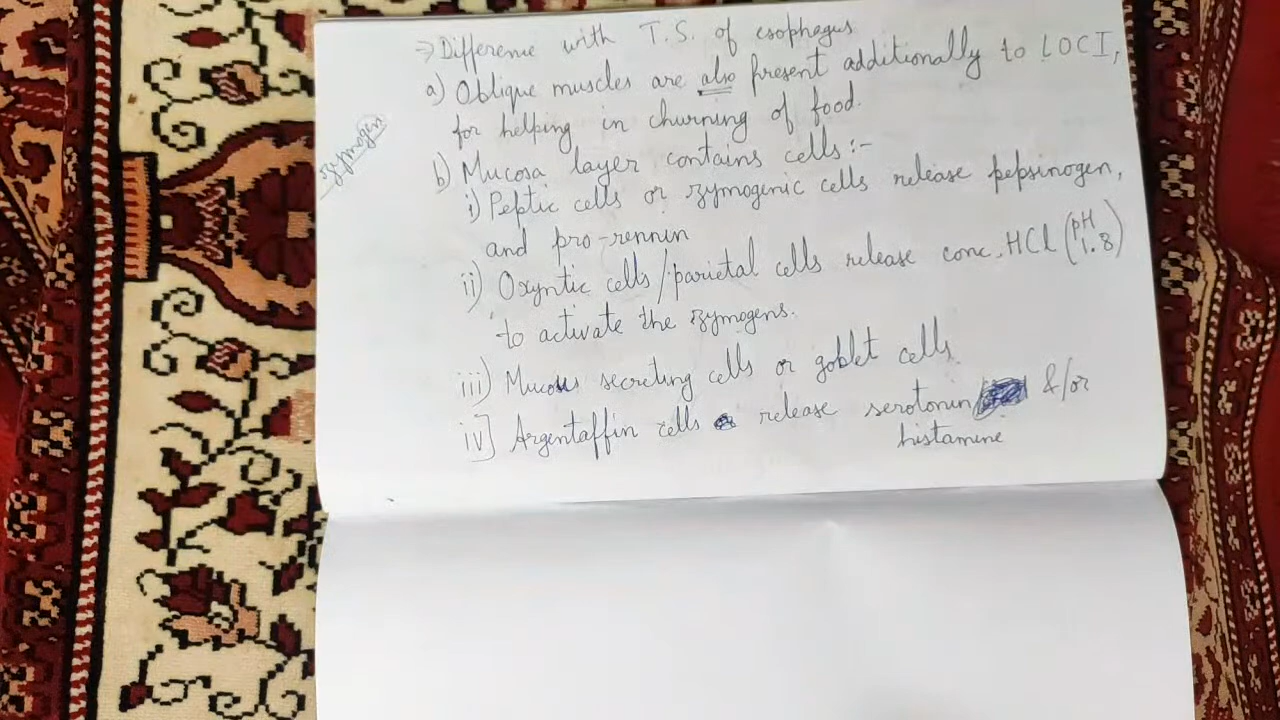 ⇒ Difference with T.S. of esophagus
a) Oblique muscles are also present additionally to LOCI,
for helping in churning of food.
b) Mucosa layer contains cells:-
i) Peptic cells or zymogenic cells release pepsinogen,
and pro-rennin
ii) Oxyntic cells/parietal cells release conc. HCl (pH 1.8)
to activate the zymogens.
iii) Mucous secreting cells or goblet cells
iv] Argentaffin cells release serotonin &/or
histamine
zymogen